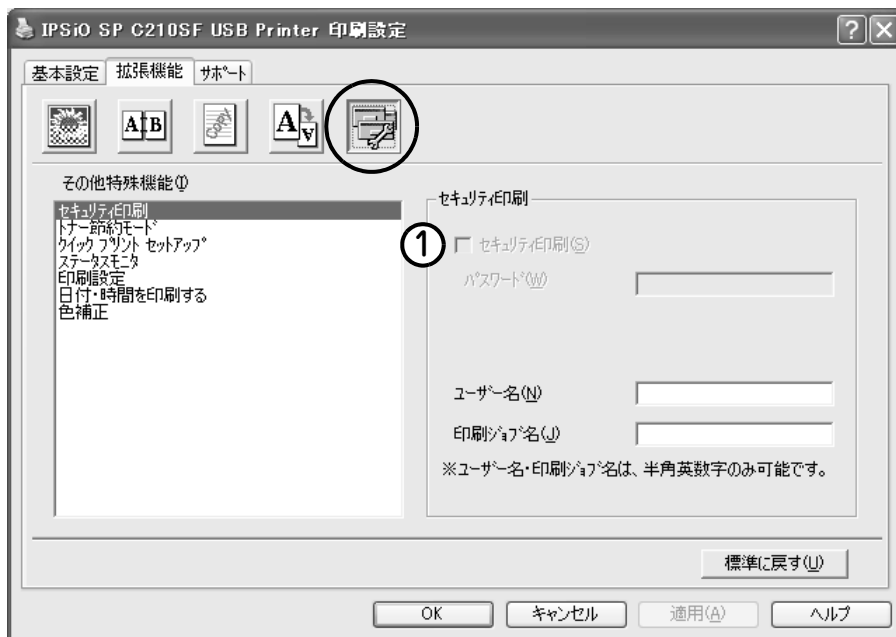 IPSiO SP C210SF USB Printer 印刷設定
基本設定 拡張機能 サポート
A B copy A A
その他特殊機能(I)
セキュリティ印刷
トナー節約モード
クイック プリント セットアップ
ステータスモニタ
印刷設定
日付・時間を印刷する
色補正
セキュリティ印刷
① セキュリティ印刷(S)
パスワード(W)
ユーザー名(N)
印刷ジョブ名(J)
※ユーザー名・印刷ジョブ名は、半角英数字のみ可能です。
標準に戻す(U)
OK キャンセル 適用(A) ヘルプ